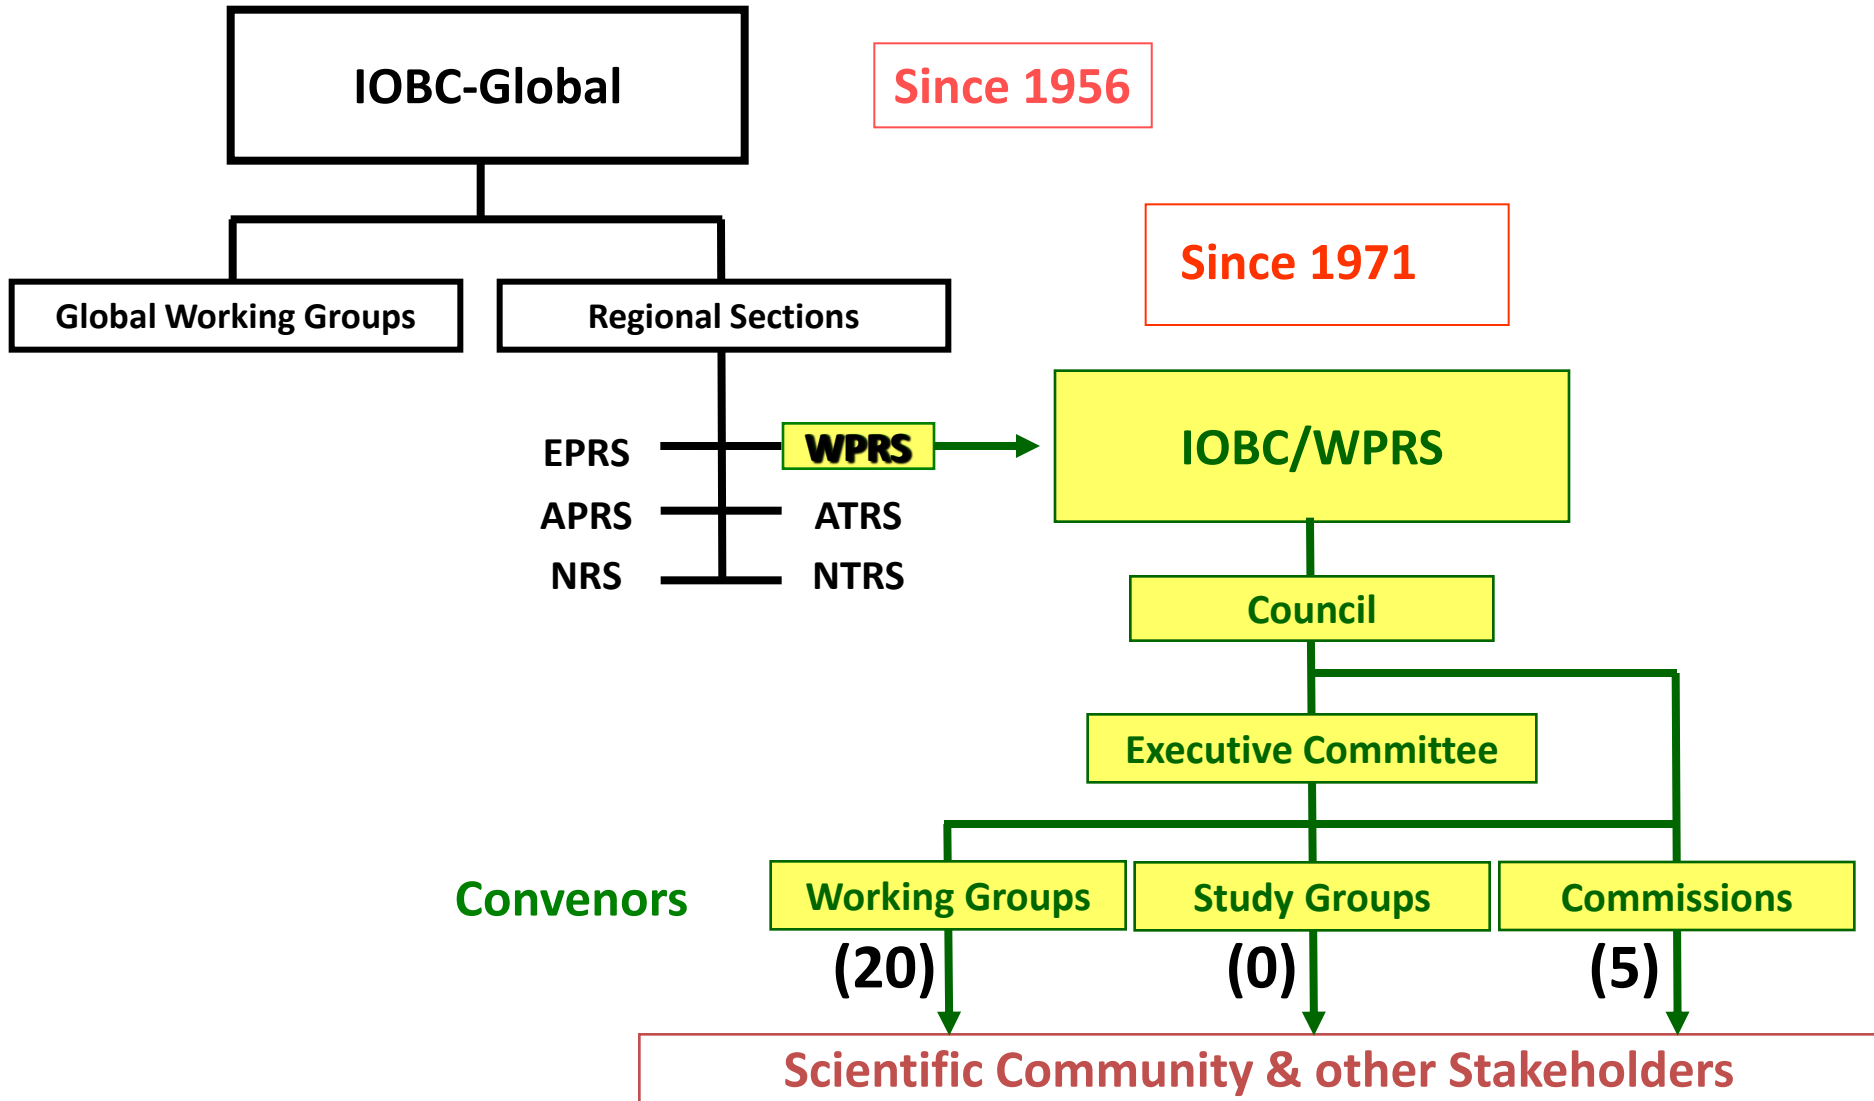 IOBC-Global
Since 1956
Since 1971
Global Working Groups
Regional Sections
EPRS
WPRS
IOBC/WPRS
APRS
ATRS
NRS
NTRS
Council
Executive Committee
Convenors
Working Groups
Study Groups
Commissions
(20)
(0)
(5)
Scientific Community & other Stakeholders